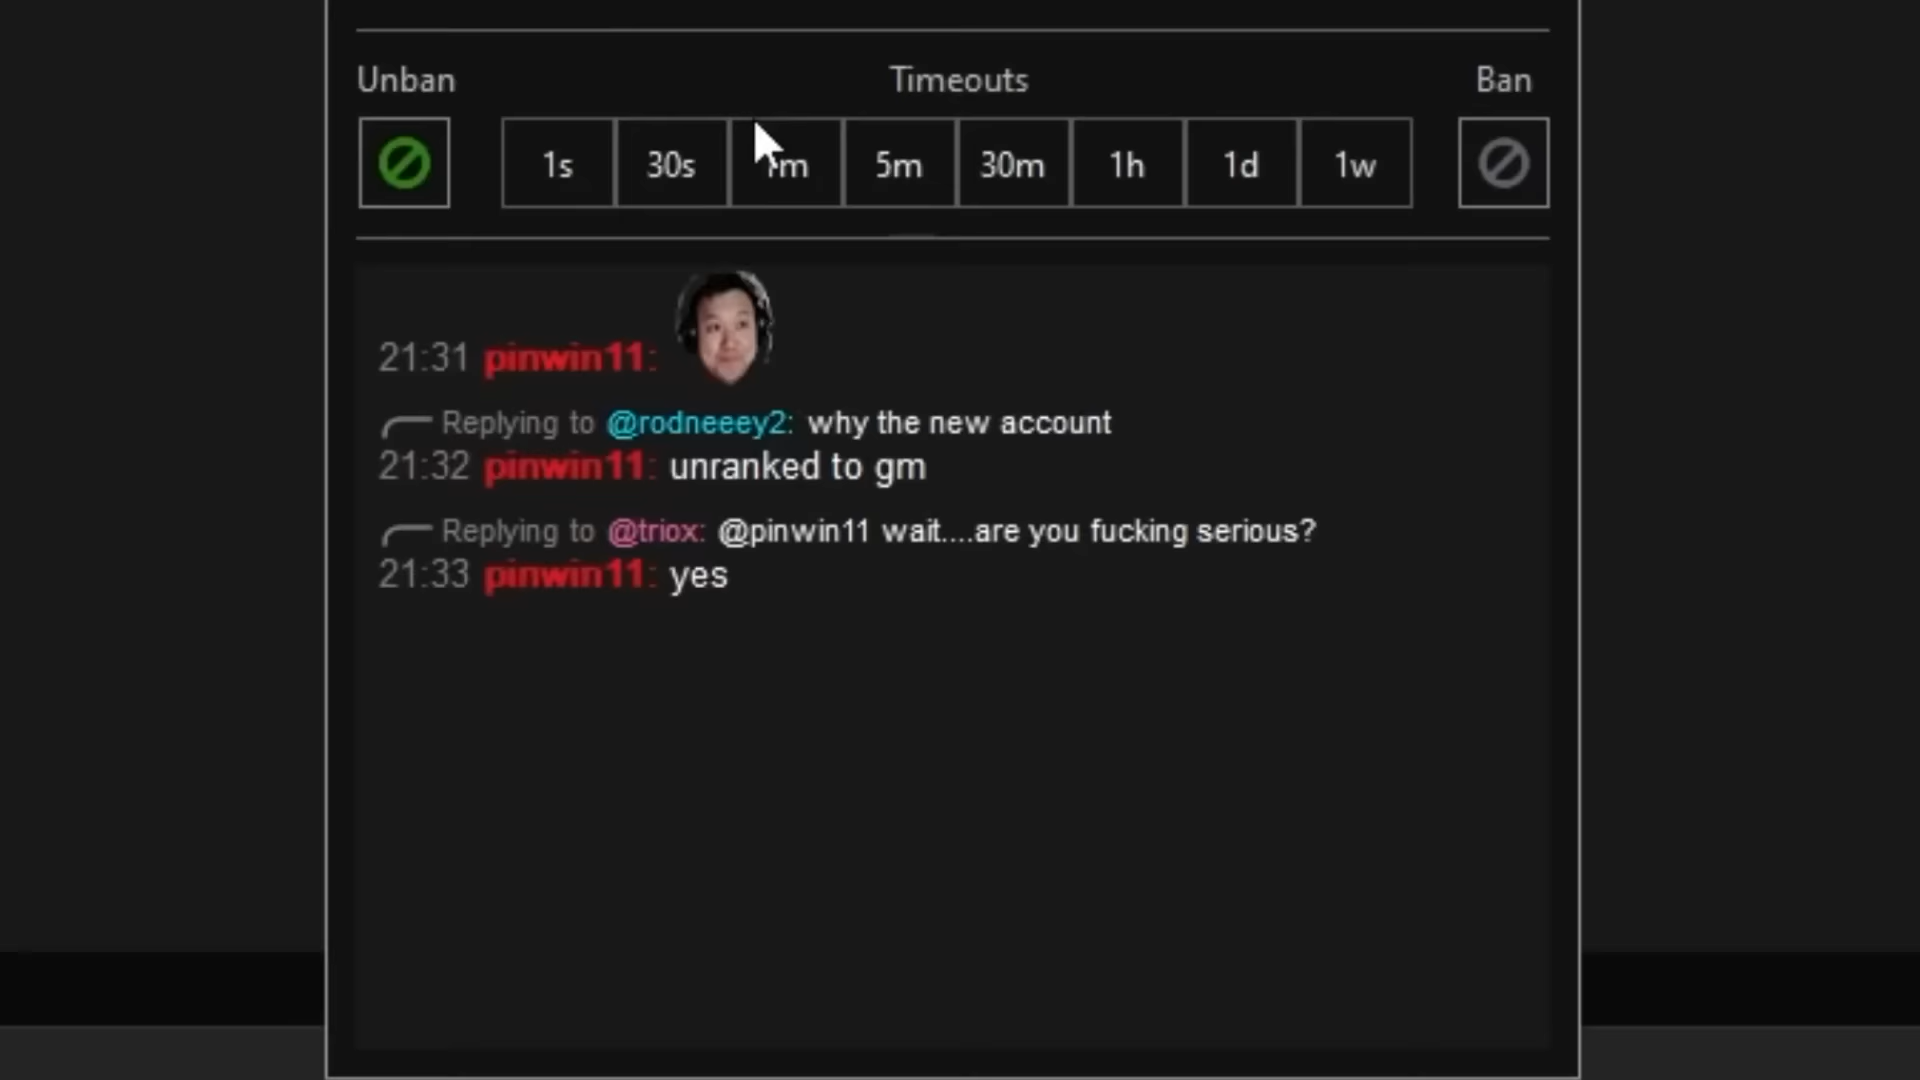 Unban Timeouts Ban
1s 30s m 5m 30m 1h 1d 1w
21:31 pinwin11:
Replying to @rodneeey2: why the new account
21:32 pinwin11: unranked to gm
Replying to @triox: @pinwin11 wait....are you fucking serious?
21:33 pinwin11: yes